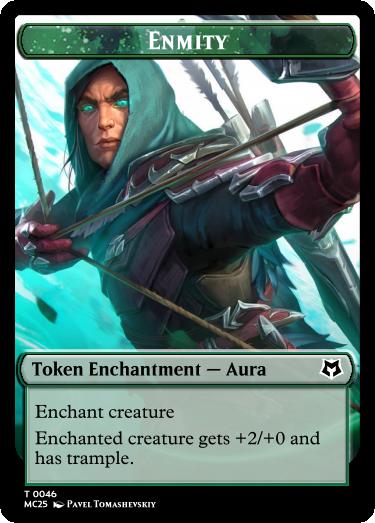 Enmity
Token Enchantment — Aura
Enchant creature
Enchanted creature gets +2/+0 and
has trample.
T 0046
MC25 Pavel Tomashevskiy